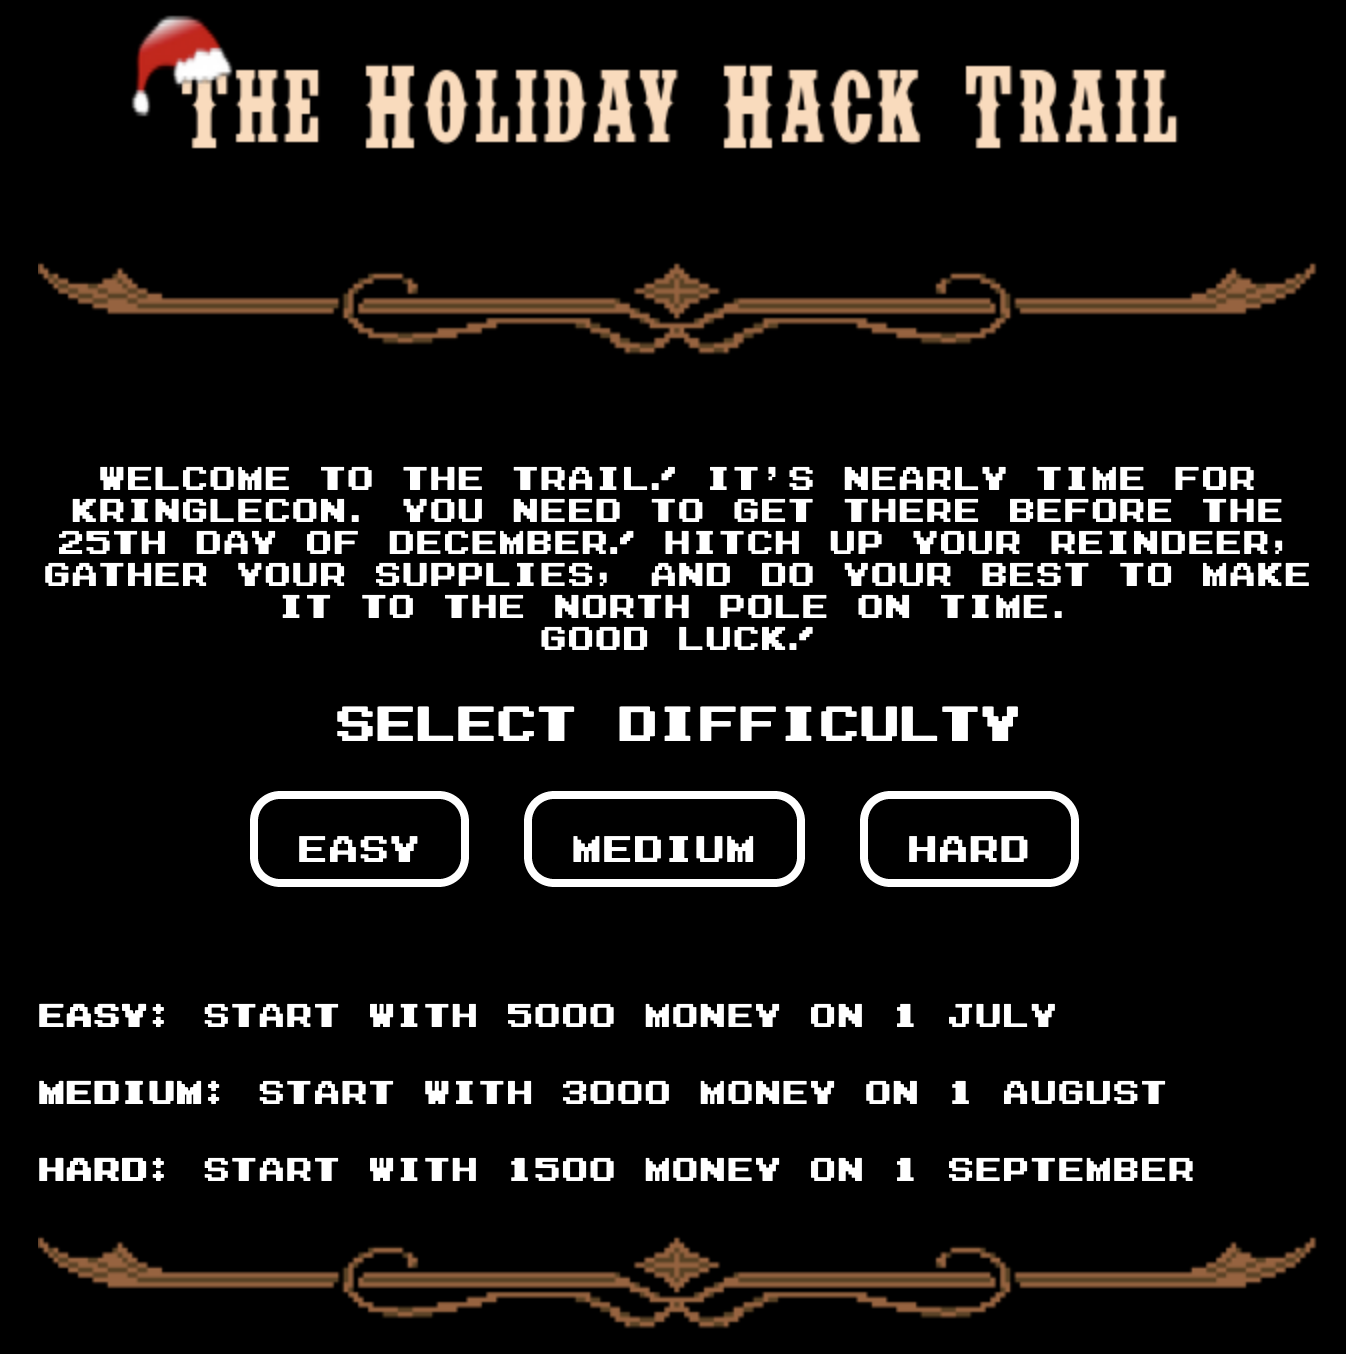 THE HOLIDAY HACK TRAIL
WELCOME TO THE TRAIL! IT'S NEARLY TIME FOR
KRINGLECON. YOU NEED TO GET THERE BEFORE THE
25TH DAY OF DECEMBER! HITCH UP YOUR REINDEER,
GATHER YOUR SUPPLIES, AND DO YOUR BEST TO MAKE
IT TO THE NORTH POLE ON TIME.
GOOD LUCK!
SELECT DIFFICULTY
EASY MEDIUM HARD
EASY: START WITH 5000 MONEY ON 1 JULY
MEDIUM: START WITH 3000 MONEY ON 1 AUGUST
HARD: START WITH 1500 MONEY ON 1 SEPTEMBER